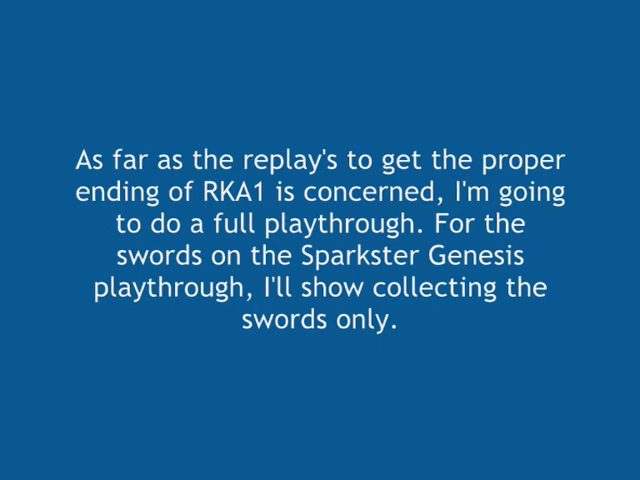 As far as the replay's to get the proper
ending of RKA1 is concerned, I'm going
to do a full playthrough. For the
swords on the Sparkster Genesis
playthrough, I'll show collecting the
swords only.